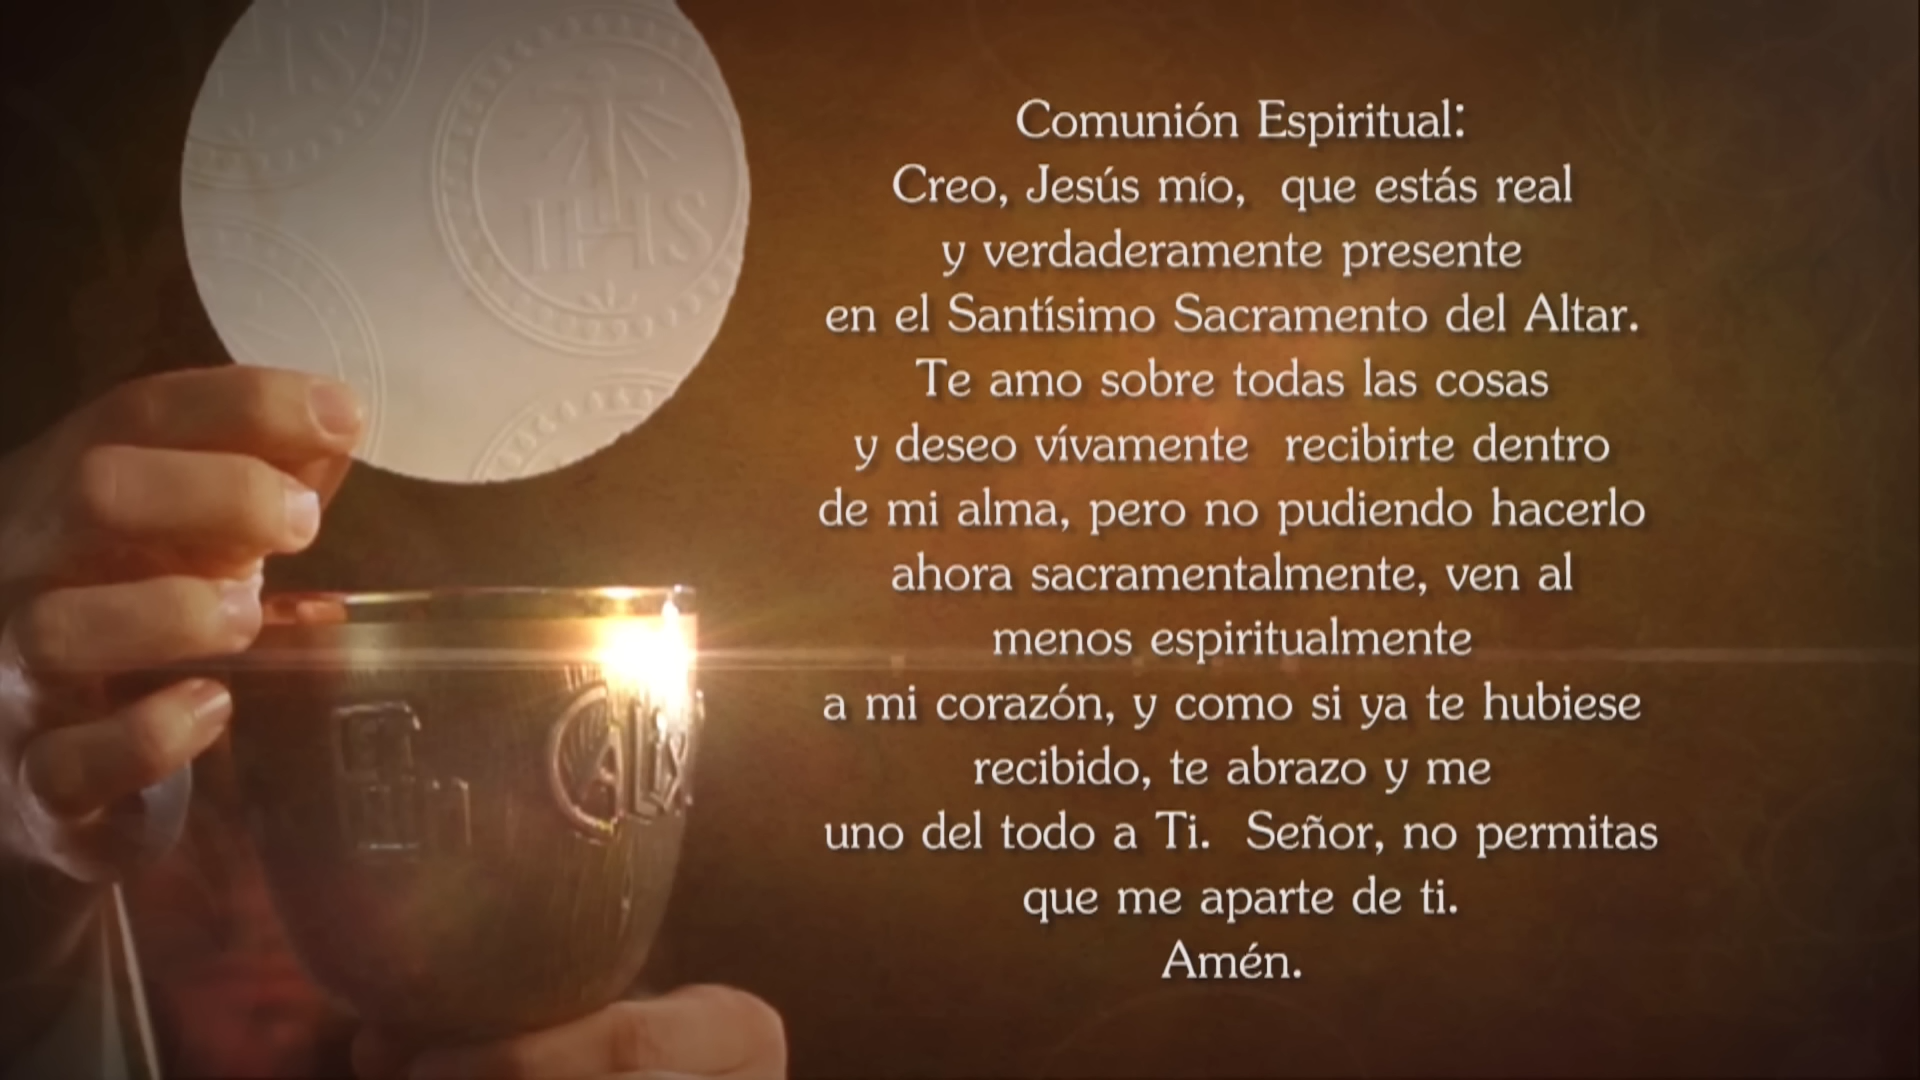 IHS
Comunión Espiritual:
Creo, Jesús mío, que estás real
y verdaderamente presente
en el Santísimo Sacramento del Altar.
Te amo sobre todas las cosas
y deseo vívamente recibirte dentro
de mi alma, pero no pudiendo hacerlo
ahora sacramentalmente, ven al
menos espiritualmente
a mi corazón, y como si ya te hubiese
recibido, te abrazo y me
uno del todo a Ti. Señor, no permitas
que me aparte de ti.
Amén.
CALIX